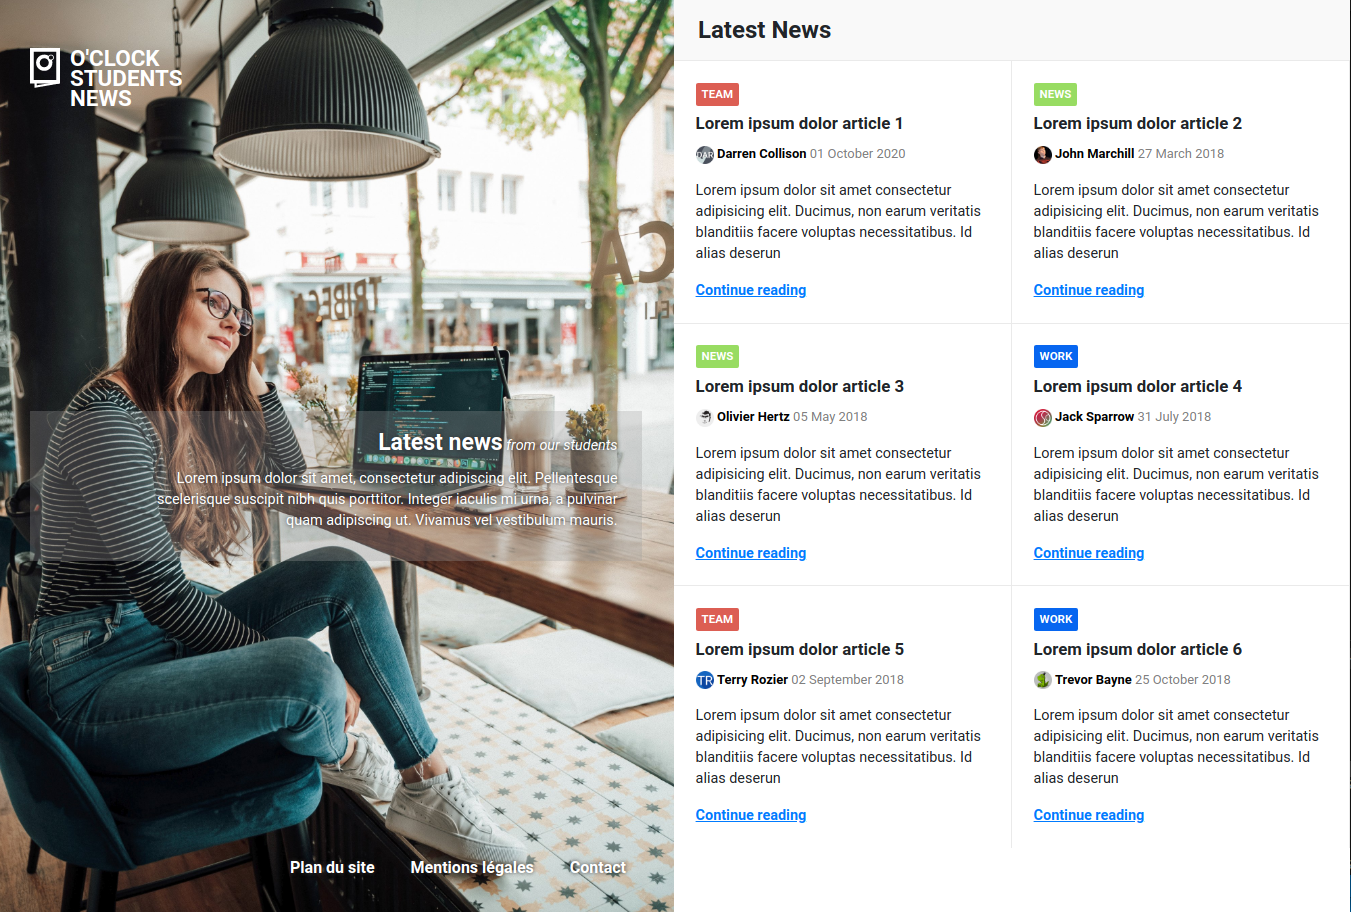 O'CLOCK
STUDENTS
NEWS
TRIBECA
CA
ELI
Latest news from our students
Lorem ipsum dolor sit amet, consectetur adipiscing elit. Pellentesque
scelerisque suscipit nibh quis porttitor. Integer iaculis mi urna, a pulvinar
quam adipiscing ut. Vivamus vel vestibulum mauris.
Plan du site Mentions légales Contact
Latest News
TEAM
Lorem ipsum dolor article 1
DAR Darren Collison 01 October 2020
Lorem ipsum dolor sit amet consectetur
adipisicing elit. Ducimus, non earum veritatis
blanditiis facere voluptas necessitatibus. Id
alias deserun
Continue reading
NEWS
Lorem ipsum dolor article 2
John Marchill 27 March 2018
Lorem ipsum dolor sit amet consectetur
adipisicing elit. Ducimus, non earum veritatis
blanditiis facere voluptas necessitatibus. Id
alias deserun
Continue reading
NEWS
Lorem ipsum dolor article 3
Olivier Hertz 05 May 2018
Lorem ipsum dolor sit amet consectetur
adipisicing elit. Ducimus, non earum veritatis
blanditiis facere voluptas necessitatibus. Id
alias deserun
Continue reading
WORK
Lorem ipsum dolor article 4
Jack Sparrow 31 July 2018
Lorem ipsum dolor sit amet consectetur
adipisicing elit. Ducimus, non earum veritatis
blanditiis facere voluptas necessitatibus. Id
alias deserun
Continue reading
TEAM
Lorem ipsum dolor article 5
TR Terry Rozier 02 September 2018
Lorem ipsum dolor sit amet consectetur
adipisicing elit. Ducimus, non earum veritatis
blanditiis facere voluptas necessitatibus. Id
alias deserun
Continue reading
WORK
Lorem ipsum dolor article 6
Trevor Bayne 25 October 2018
Lorem ipsum dolor sit amet consectetur
adipisicing elit. Ducimus, non earum veritatis
blanditiis facere voluptas necessitatibus. Id
alias deserun
Continue reading